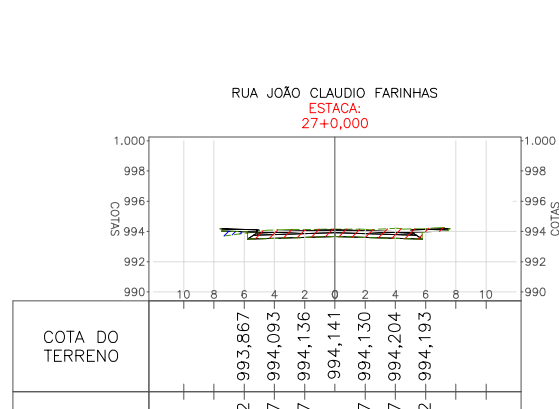 RUA JOÃO CLAUDIO FARINHAS
ESTACA:
27+0,000
1.000 1.000
998 998
996 996
COTAS COTAS
994 994
992 992
990 990
10 8 6 4 2 0 2 4 6 8 10
COTA DO
TERRENO
993,867 994,093 994,136 994,141 994,130 994,204 994,193